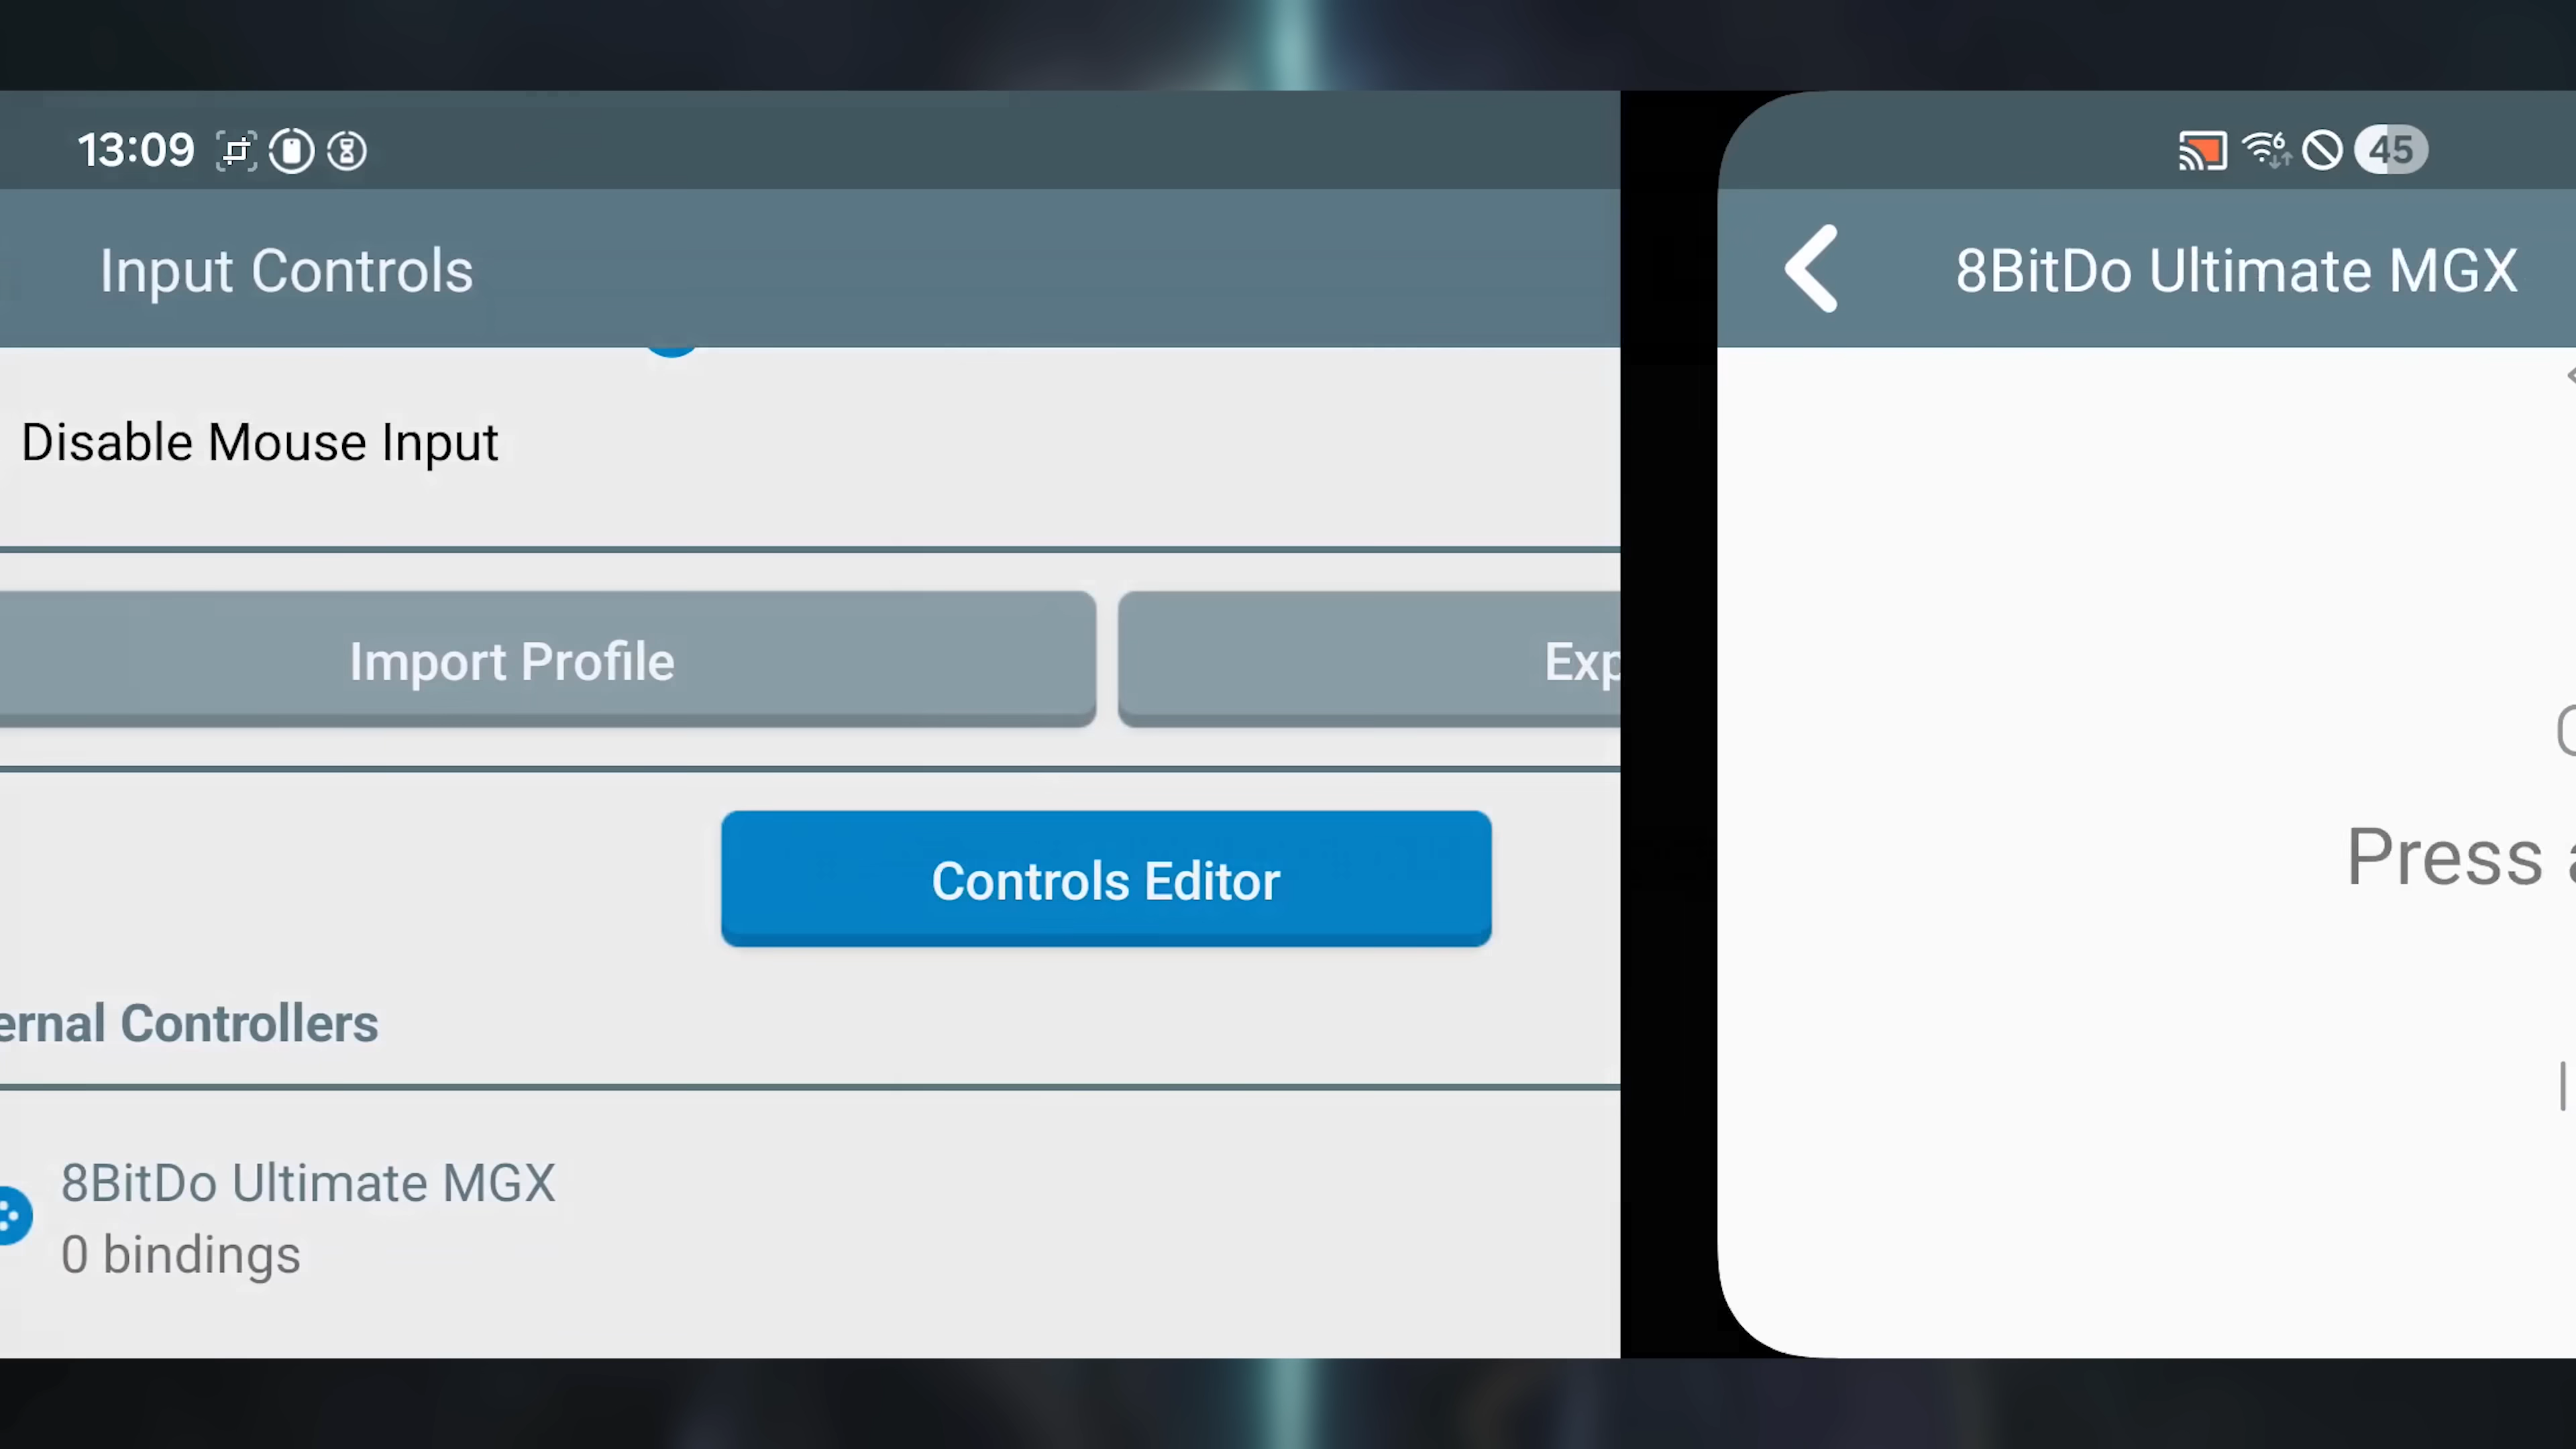 13:09
6
45
Input Controls
8BitDo Ultimate MGX
Disable Mouse Input
Import Profile
Exp
Controls Editor
Press
ernal Controllers
8BitDo Ultimate MGX
0 bindings